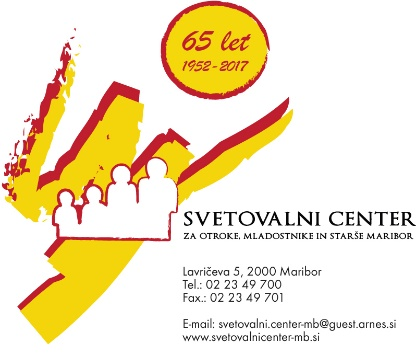 65 let
1952-2017
SVETOVALNI CENTER
ZA OTROKE, MLADOSTNIKE IN STARŠE MARIBOR
Lavričeva 5, 2000 Maribor
Tel.: 02 23 49 700
Fax.: 02 23 49 701
E-mail: svetovalni.center-mb@guest.arnes.si
www.svetovalnicenter-mb.si